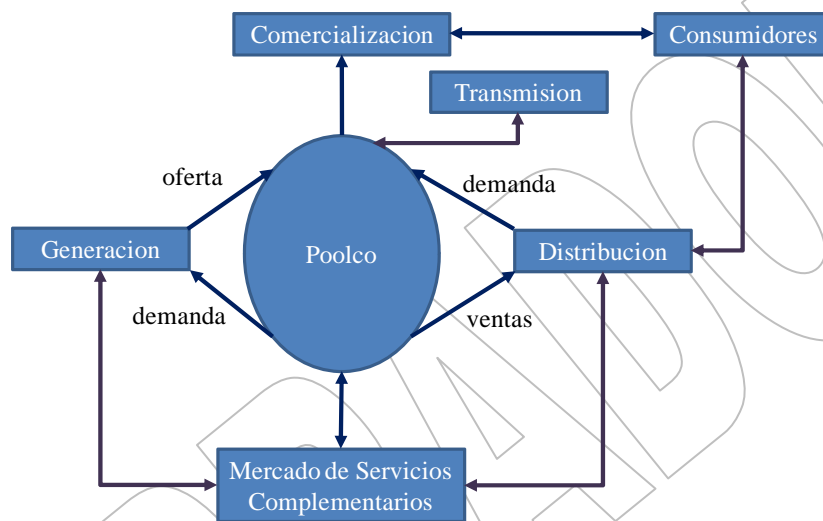 Comercializacion
Consumidores
Transmision
oferta
demanda
Generacion
Poolco
Distribucion
demanda
ventas
Mercado de Servicios
Complementarios